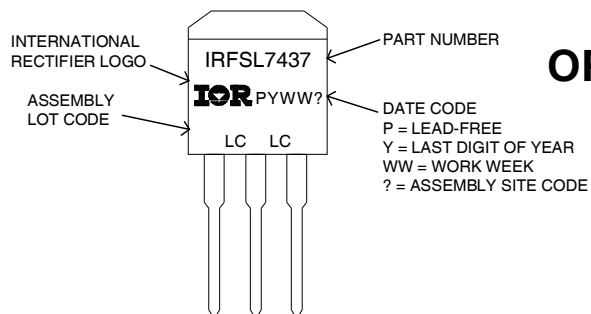 INTERNATIONAL
RECTIFIER LOGO
ASSEMBLY
LOT CODE
IRFSL7437
IOR PYWW?
LC LC
PART NUMBER
DATE CODE
P = LEAD-FREE
Y = LAST DIGIT OF YEAR
WW = WORK WEEK
? = ASSEMBLY SITE CODE